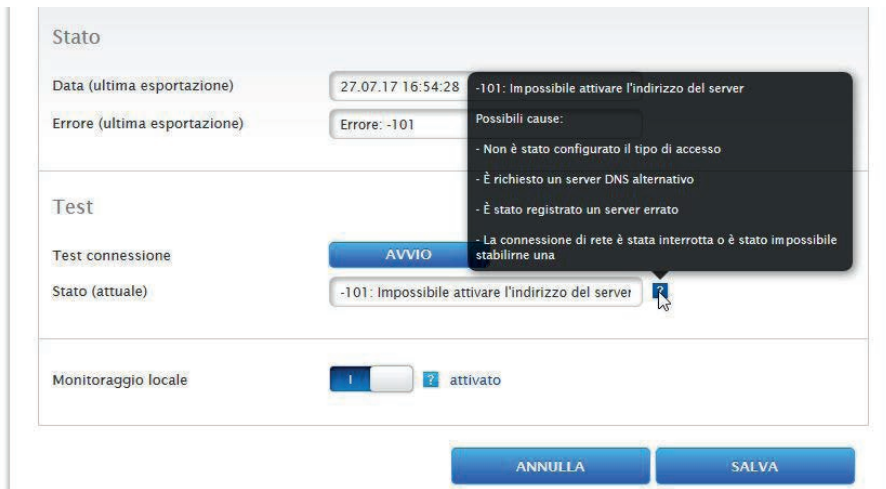 Stato
Data (ultima esportazione)
27.07.17 16:54:28
Errore (ultima esportazione)
Errore: -101
-101: Impossibile attivare l'indirizzo del server
Possibili cause:
- Non è stato configurato il tipo di accesso
- È richiesto un server DNS alternativo
- È stato registrato un server errato
- La connessione di rete è stata interrotta o è stato impossibile
stabilirne una
Test
Test connessione
AVVIO
Stato (attuale)
-101: Impossibile attivare l'indirizzo del server
?
Monitoraggio locale
I
?
attivato
ANNULLA
SALVA